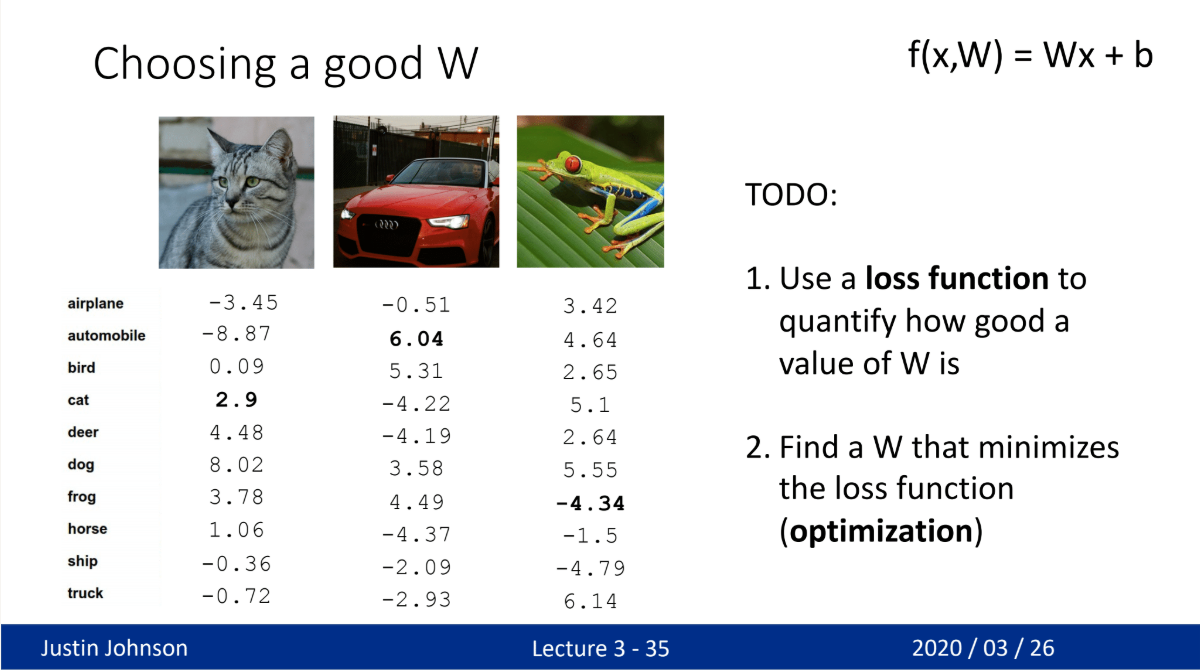 Choosing a good W
f(x,W) = Wx + b
airplane -3.45 -0.51 3.42
automobile -8.87 6.04 4.64
bird 0.09 5.31 2.65
cat 2.9 -4.22 5.1
deer 4.48 -4.19 2.64
dog 8.02 3.58 5.55
frog 3.78 4.49 -4.34
horse 1.06 -4.37 -1.5
ship -0.36 -2.09 -4.79
truck -0.72 -2.93 6.14
TODO:
1. Use a loss function to
quantify how good a
value of W is
2. Find a W that minimizes
the loss function
(optimization)
Justin Johnson
Lecture 3 - 35
2020 / 03 / 26